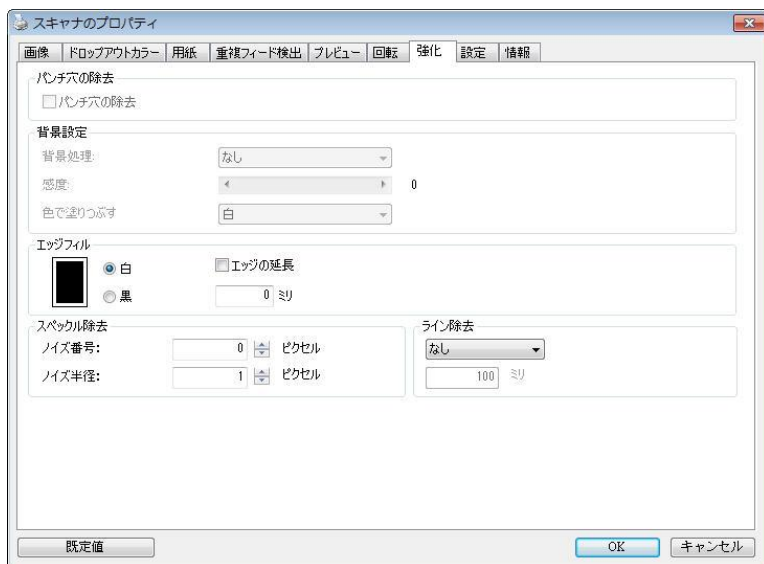 スキャナのプロパティ
画像 ドロップアウトカラー 用紙 重複フィード検出 プレビュー 回転 強化 設定 情報
パンチ穴の除去
パンチ穴の除去
背景設定
背景処理: なし
感度: 0
色で塗りつぶす 白
エッジフィル
白 エッジの延長
黒 0 ミリ
スペックル除去 ライン除去
ノイズ番号: 0 ピクセル なし
ノイズ半径: 1 ピクセル 100 ミリ
既定値 OK キャンセル